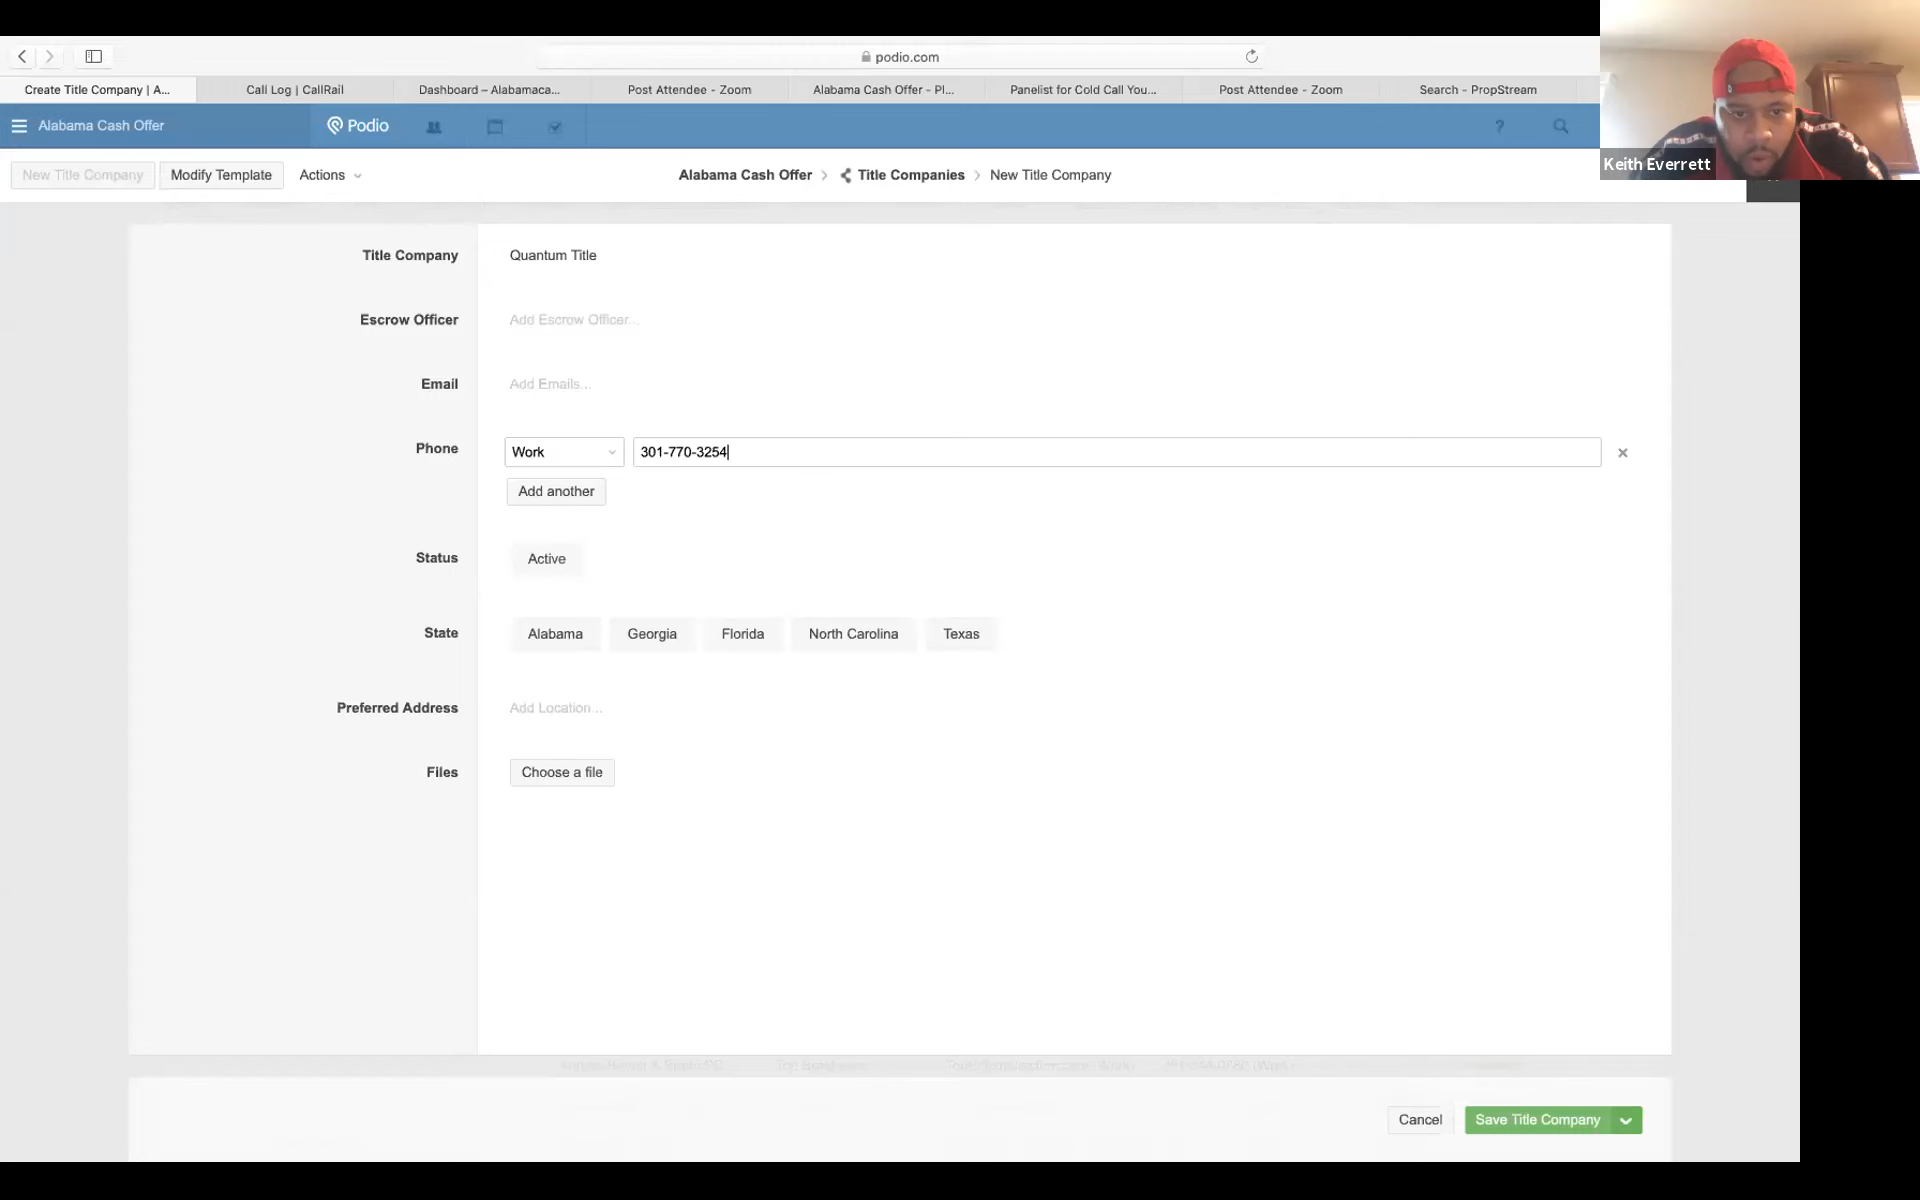 podio.com
Create Title Company | A...
Call Log | CallRail
Dashboard – Alabamaca...
Post Attendee - Zoom
Alabama Cash Offer - Pl...
Panelist for Cold Call You...
Post Attendee - Zoom
Search - PropStream
Alabama Cash Offer
Podio
?
Keith Everrett
New Title Company
Modify Template
Actions
Alabama Cash Offer > Title Companies > New Title Company
Title Company
Quantum Title
Escrow Officer
Add Escrow Officer...
Email
Add Emails...
Phone
Work
301-770-3254
Add another
Status
Active
State
Alabama
Georgia
Florida
North Carolina
Texas
Preferred Address
Add Location...
Files
Choose a file
Cancel
Save Title Company